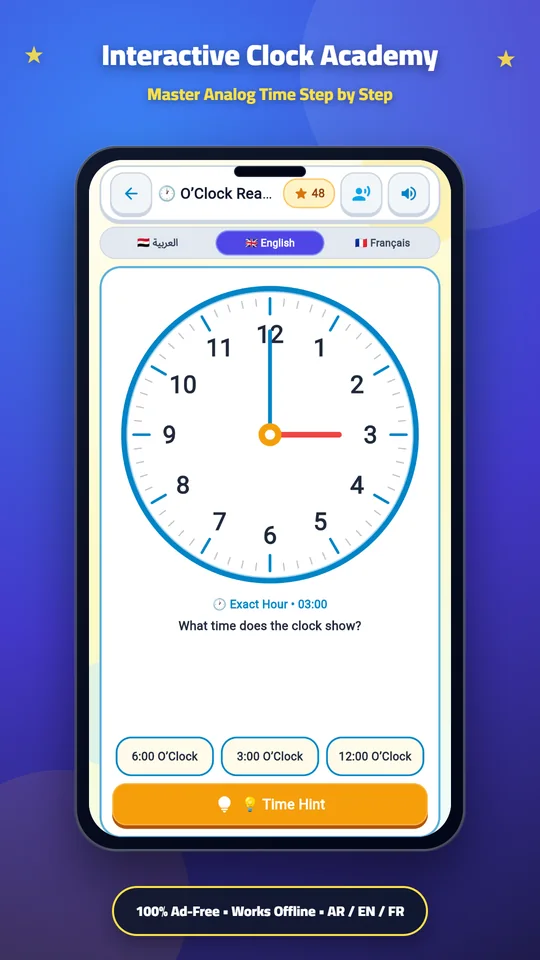 Interactive Clock Academy
Master Analog Time Step by Step
🕐 O'Clock Rea... ★ 48
🇪🇬 العربية 🇬🇧 English 🇫🇷 Français
12
11 1
10 2
9 3
8 4
7 5
6
🕐 Exact Hour • 03:00
What time does the clock show?
6:00 O'Clock 3:00 O'Clock 12:00 O'Clock
💡 Time Hint
100% Ad-Free • Works Offline • AR / EN / FR